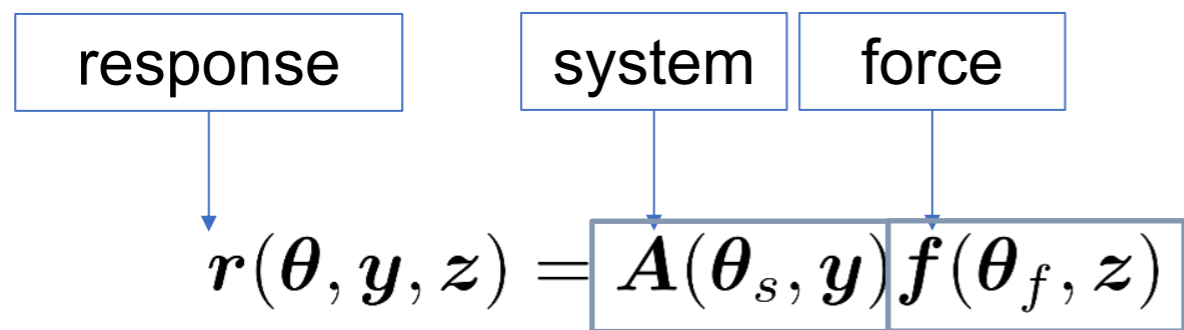 response system force
r(θ, y, z) = A(θ_s, y) f(θ_f, z)